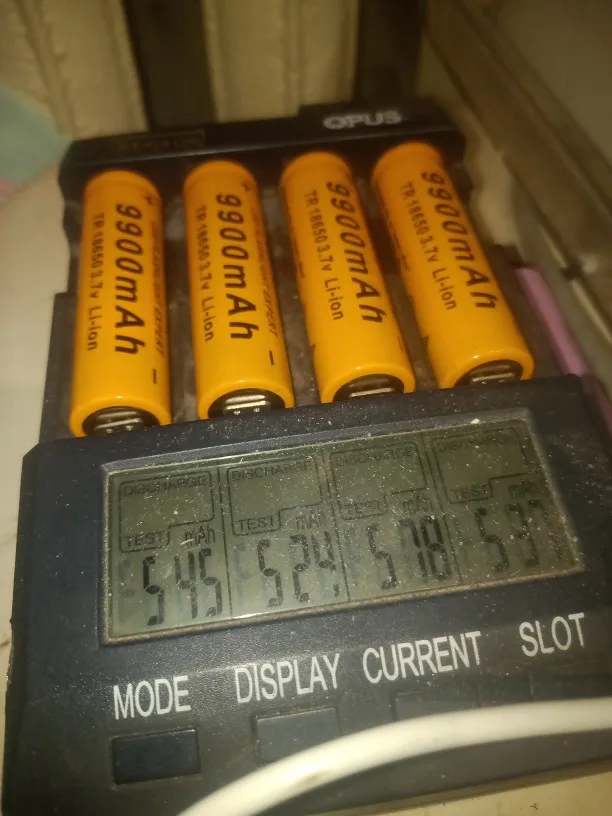 OPUS
+
9900mAh
TR 18650 3.7v Li-ion
-
9900mAh
TR 18650 3.7v Li-ion
EXPERT -
9900mAh
TR 18650 3.7v Li-ion
9900mAh
TR 18650 3.7v Li-ion
DISCHARGE DISCHARGE DISCHARGE DISCHARGE
TEST mAh TEST mAh TEST mAh TEST mAh
545 524 578 537
MODE DISPLAY CURRENT SLOT